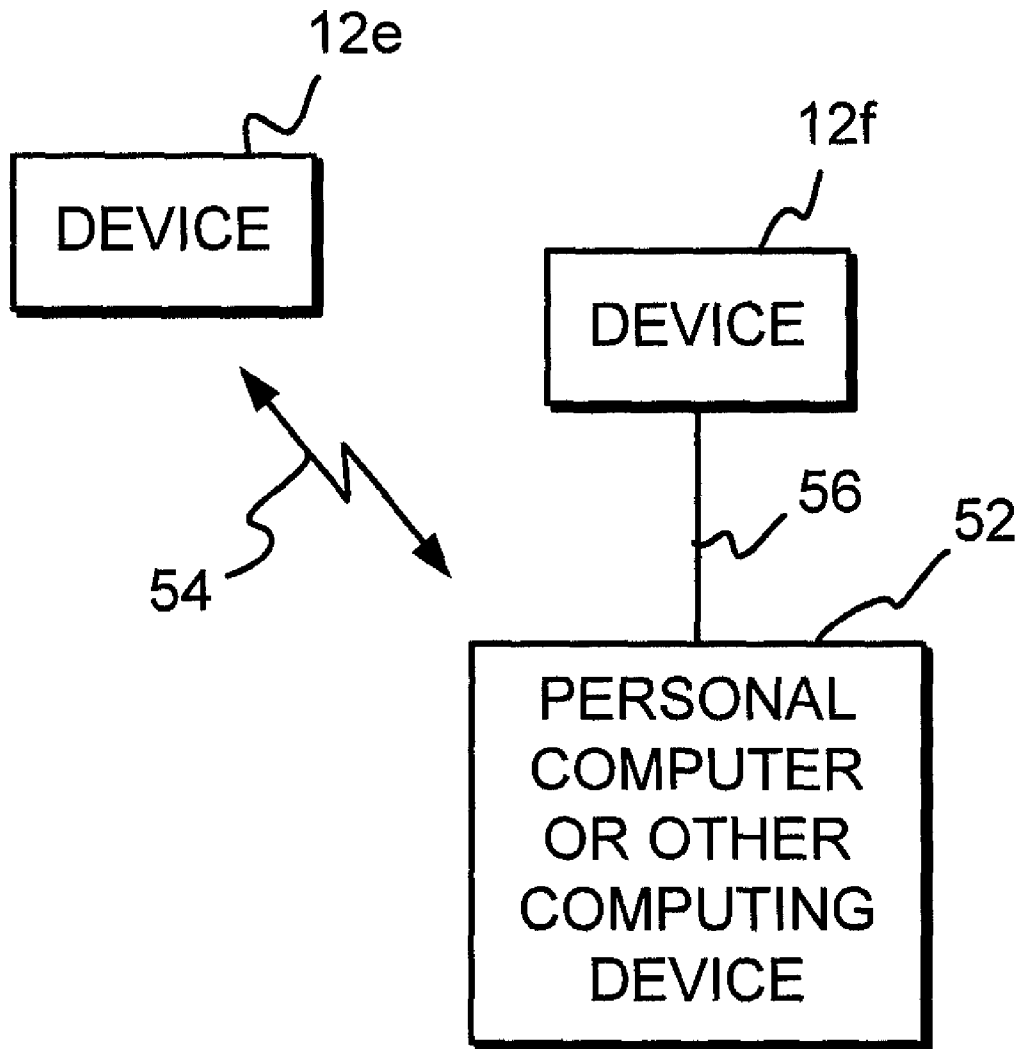 12e
DEVICE
12f
DEVICE
54
56
52
PERSONAL
COMPUTER
OR OTHER
COMPUTING
DEVICE